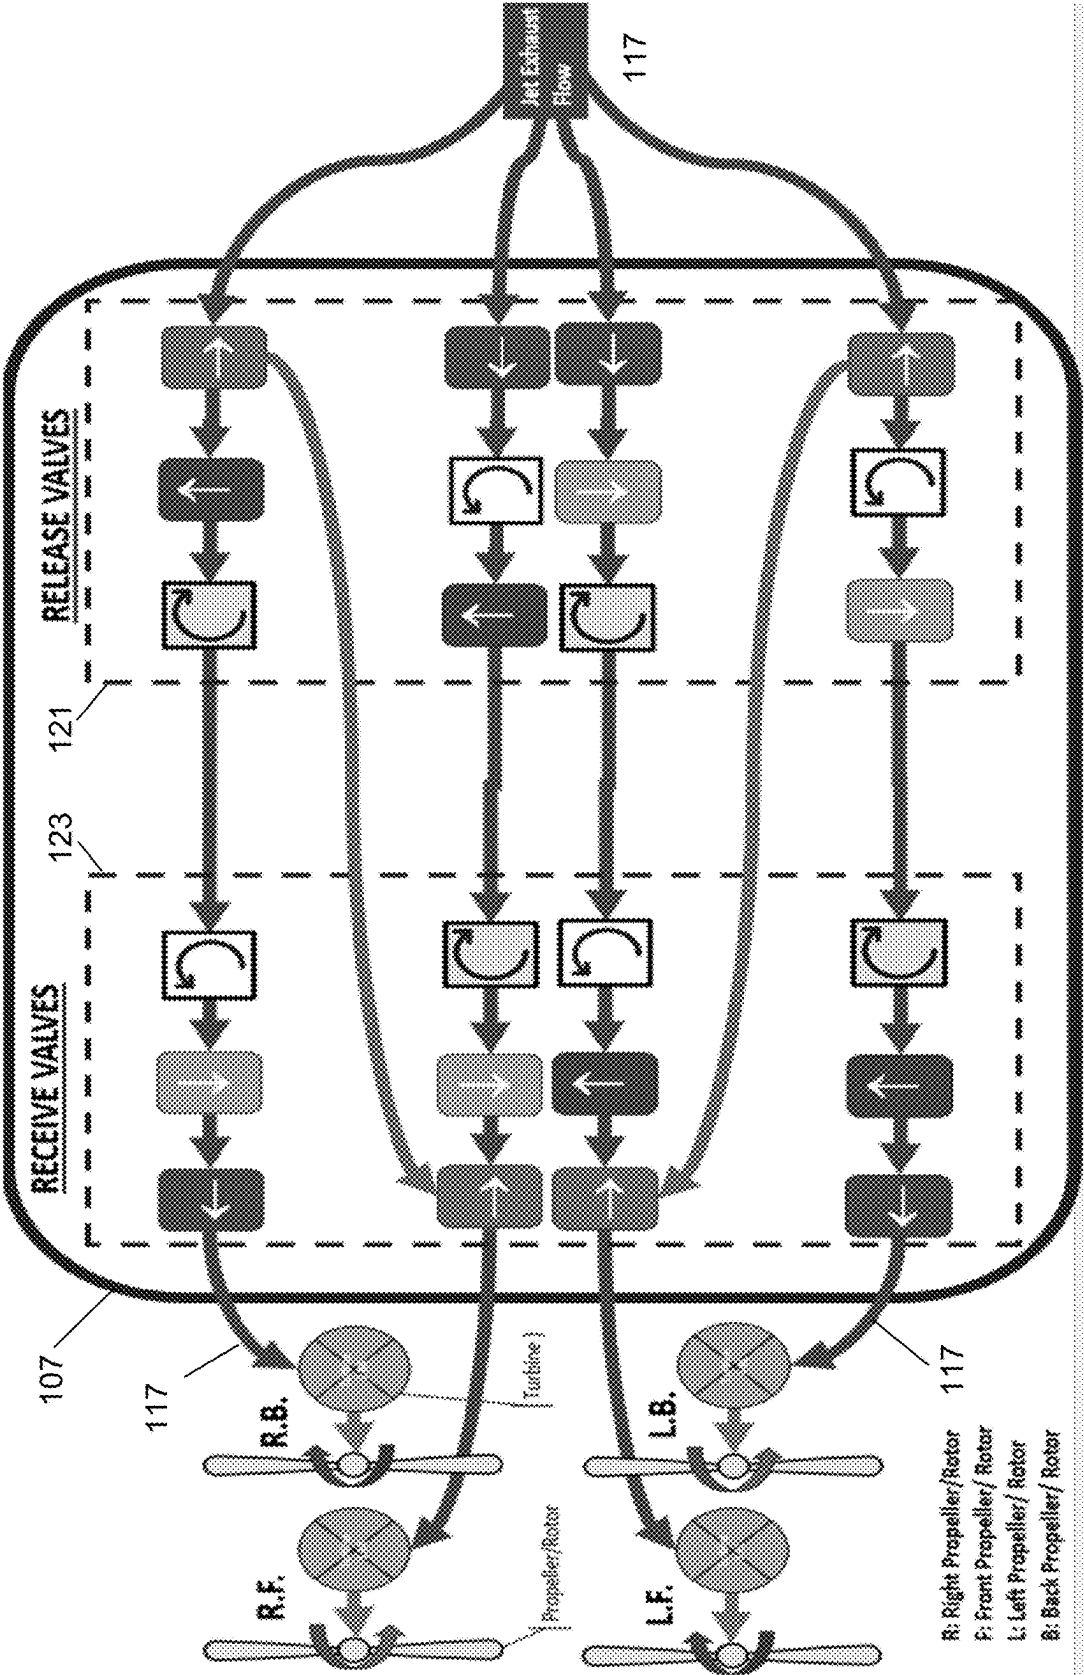 RECEIVE VALVES
RELEASE VALVES
107
123
121
117
Jet Exhaust
Flow
117
R.F.
R.B.
[Turbine]
[Propeller/Rotor
L.F.
L.B.
117
R: Right Propeller/Rotor
F: Front Propeller/ Rotor
L: Left Propeller/ Rotor
B: Back Propeller/ Rotor